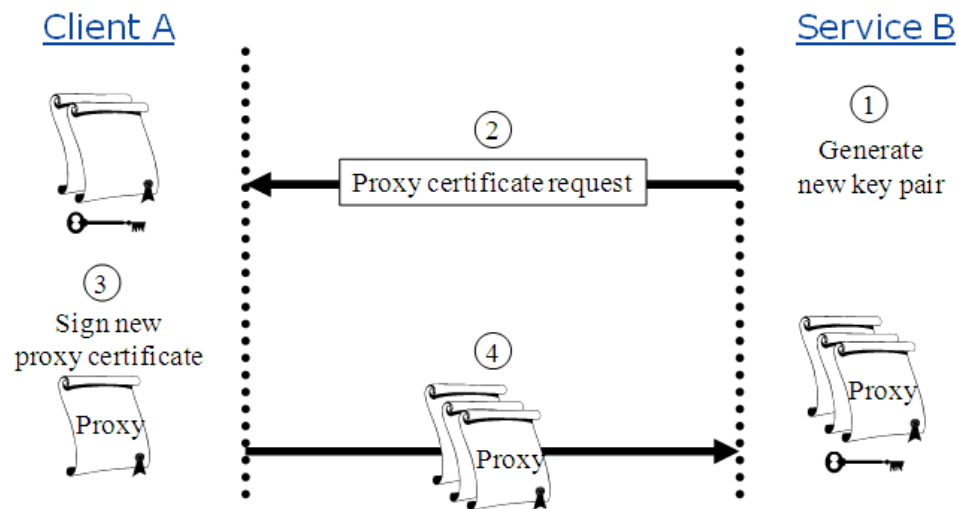 Client A
Service B
1
Generate
new key pair
2
Proxy certificate request
3
Sign new
proxy certificate
Proxy
4
Proxy
Proxy